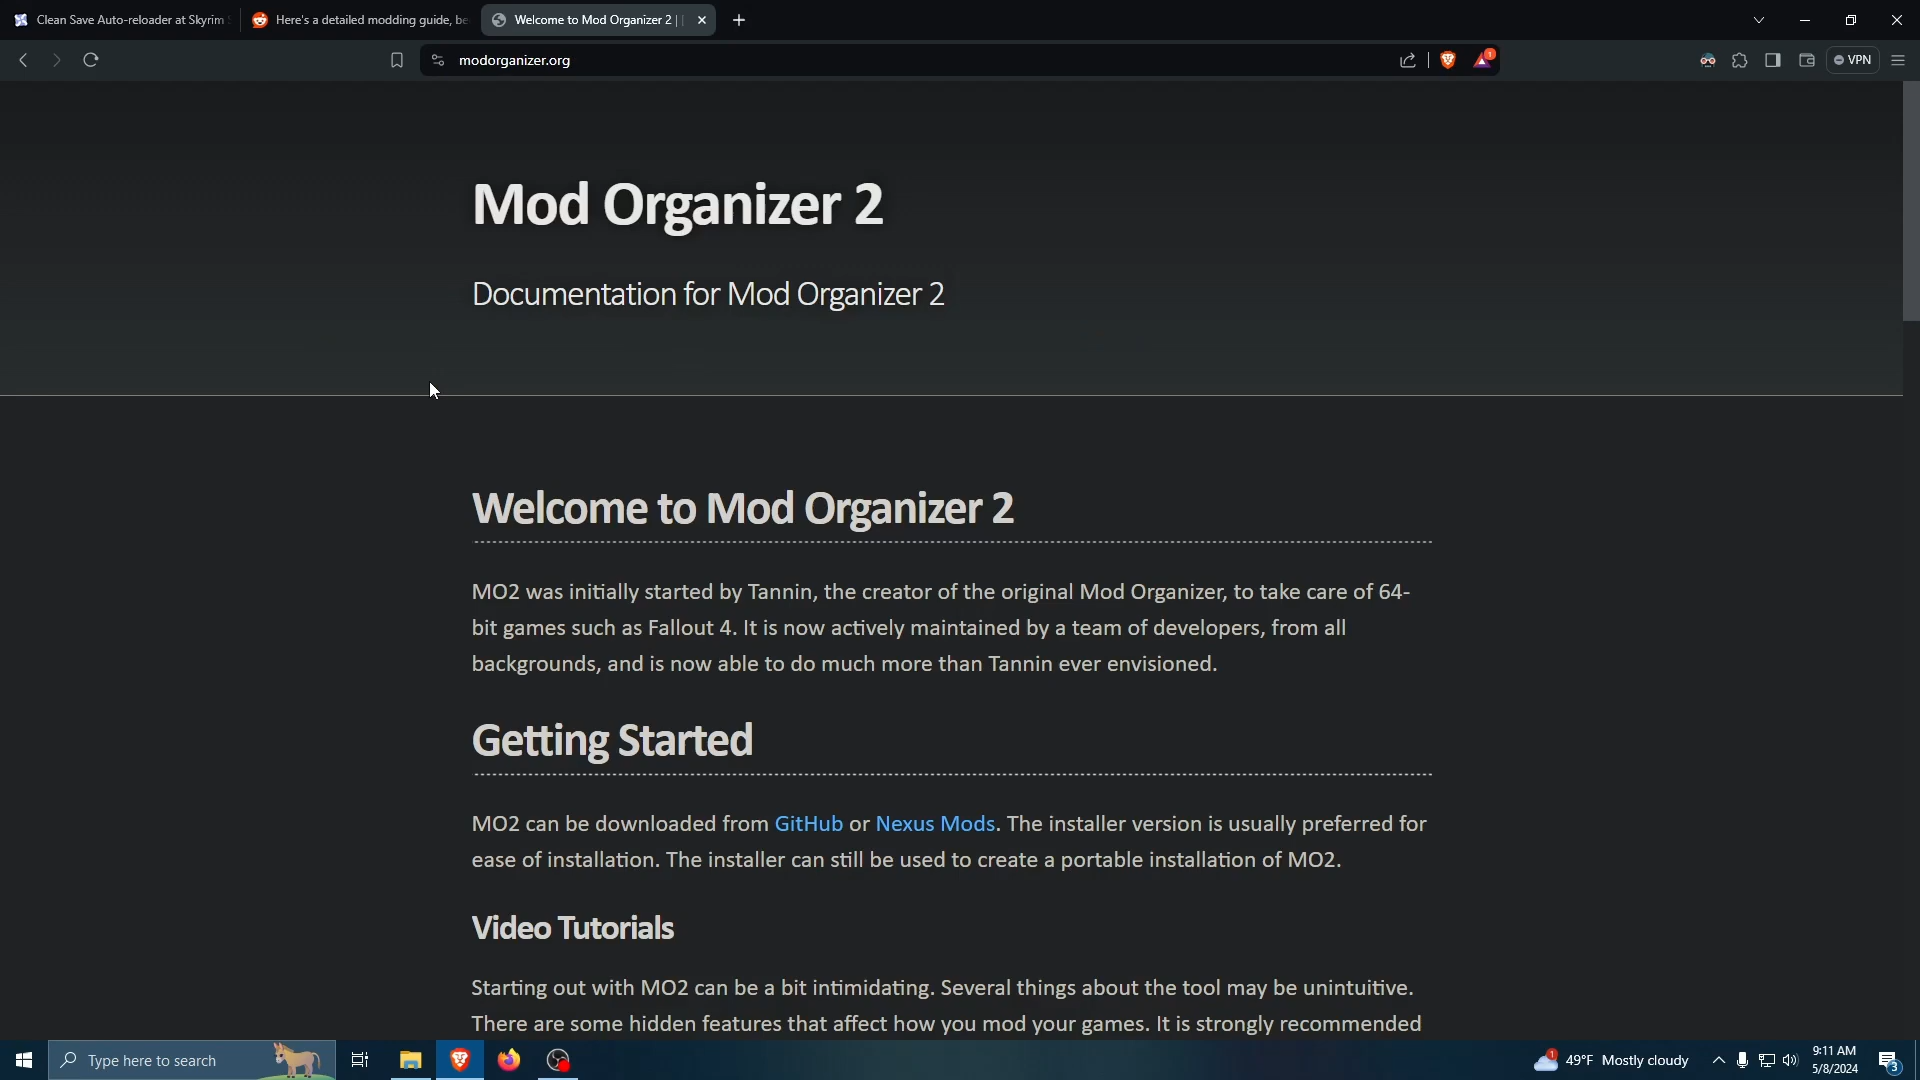 Clean Save Auto-reloader at Skyrim S
Here's a detailed modding guide, be
Welcome to Mod Organizer 2 |
modorganizer.org
1
VPN
Mod Organizer 2
Documentation for Mod Organizer 2
Welcome to Mod Organizer 2
MO2 was initially started by Tannin, the creator of the original Mod Organizer, to take care of 64-
bit games such as Fallout 4. It is now actively maintained by a team of developers, from all
backgrounds, and is now able to do much more than Tannin ever envisioned.
Getting Started
MO2 can be downloaded from GitHub or Nexus Mods. The installer version is usually preferred for
ease of installation. The installer can still be used to create a portable installation of MO2.
Video Tutorials
Starting out with MO2 can be a bit intimidating. Several things about the tool may be unintuitive.
There are some hidden features that affect how you mod your games. It is strongly recommended
Type here to search
1
49°F Mostly cloudy
9:11 AM
5/8/2024
3